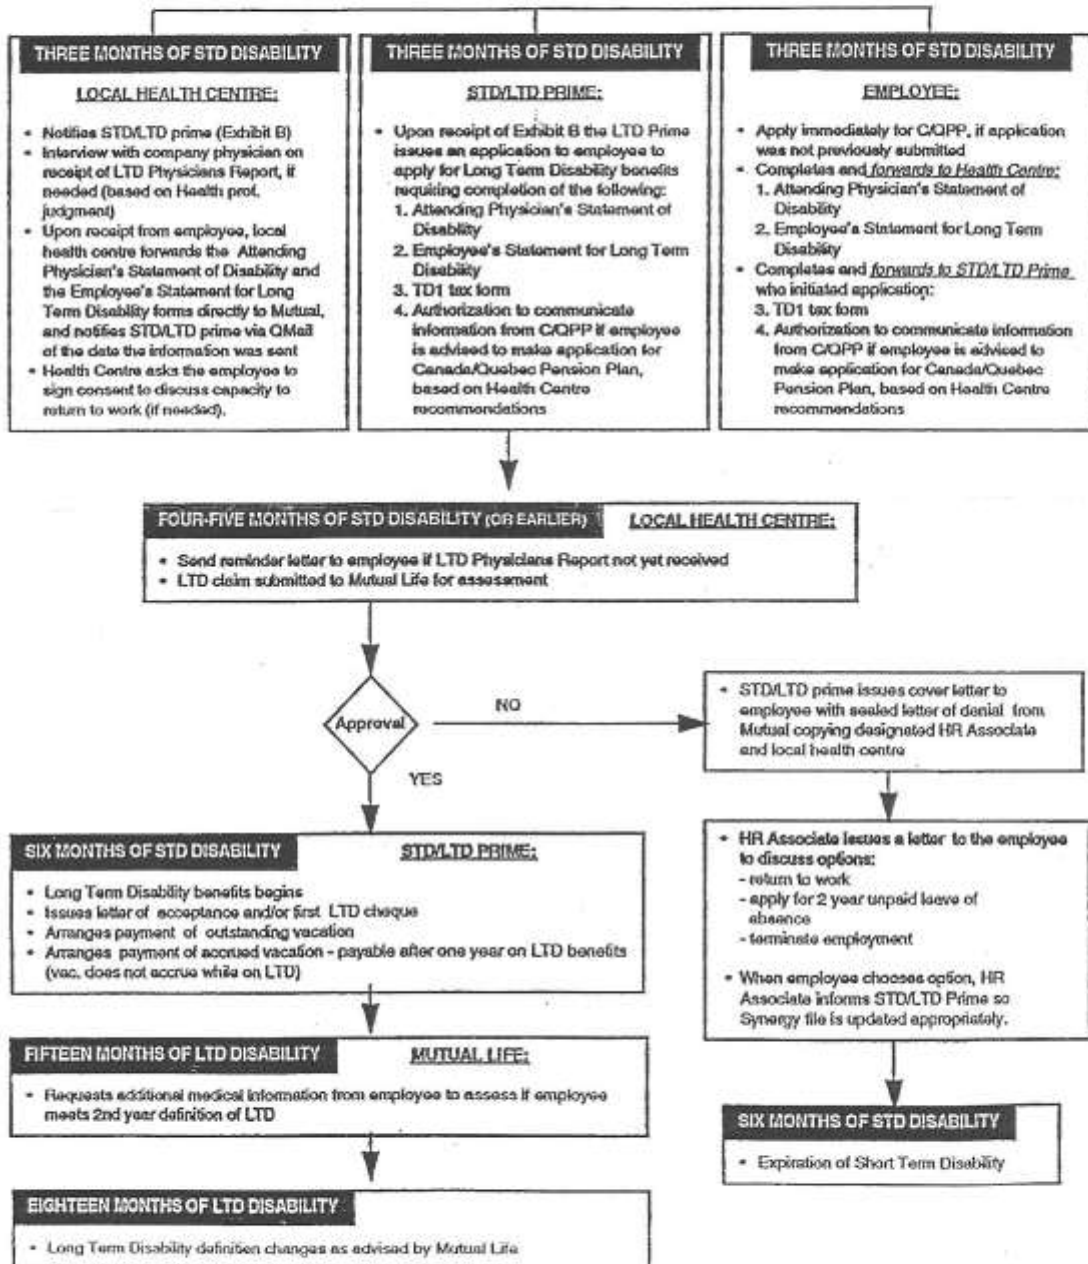 THREE MONTHS OF STD DISABILITY
LOCAL HEALTH CENTRE:
• Notifies STD/LTD prime (Exhibit B)
• Interview with company physician on
receipt of LTD Physicians Report, if
needed (based on Health prof.
judgment)
• Upon receipt from employee, local
health centre forwards the Attending
Physician's Statement of Disability and
the Employee's Statement for Long
Term Disability forms directly to Mutual,
and notifies STD/LTD prime via QMail
of the date the information was sent
• Health Centre asks the employee to
sign consent to discuss capacity to
return to work (if needed).
THREE MONTHS OF STD DISABILITY
STD/LTD PRIME:
• Upon receipt of Exhibit B the LTD Prime
issues an application to employee to
apply for Long Term Disability benefits
requiring completion of the following:
1. Attending Physician's Statement of
Disability
2. Employee's Statement for Long Term
Disability
3. TD1 tax form
4. Authorization to communicate
information from C/QPP if employee
is advised to make application for
Canada/Quebec Pension Plan,
based on Health Centre
recommendations
THREE MONTHS OF STD DISABILITY
EMPLOYEE:
• Apply immediately for C/QPP, if application
was not previously submitted
• Completes and forwards to Health Centre:
1. Attending Physician's Statement of
Disability
2. Employee's Statement for Long Term
Disability
• Completes and forwards to STD/LTD Prime
who initiated application:
3. TD1 tax form
4. Authorization to communicate information
from C/QPP if employee is advised to
make application for Canada/Quebec
Pension Plan, based on Health Centre
recommendations
FOUR-FIVE MONTHS OF STD DISABILITY (OR EARLIER) LOCAL HEALTH CENTRE:
• Send reminder letter to employee if LTD Physicians Report not yet received
• LTD claim submitted to Mutual Life for assessment
Approval
NO
YES
• STD/LTD prime issues cover letter to
employee with sealed letter of denial from
Mutual copying designated HR Associate
and local health centre
• HR Associate issues a letter to the employee
to discuss options:
- return to work
- apply for 2 year unpaid leave of
absence
- terminate employment
• When employee chooses option, HR
Associate informs STD/LTD Prime so
Synergy file is updated appropriately.
SIX MONTHS OF STD DISABILITY
• Expiration of Short Term Disability
SIX MONTHS OF STD DISABILITY STD/LTD PRIME:
• Long Term Disability benefits begins
• Issues letter of acceptance and/or first LTD cheque
• Arranges payment of outstanding vacation
• Arranges payment of accrued vacation - payable after one year on LTD benefits
(vac. does not accrue while on LTD)
FIFTEEN MONTHS OF LTD DISABILITY MUTUAL LIFE:
• Requests additional medical information from employee to assess if employee
meets 2nd year definition of LTD
EIGHTEEN MONTHS OF LTD DISABILITY
• Long Term Disability definition changes as advised by Mutual Life